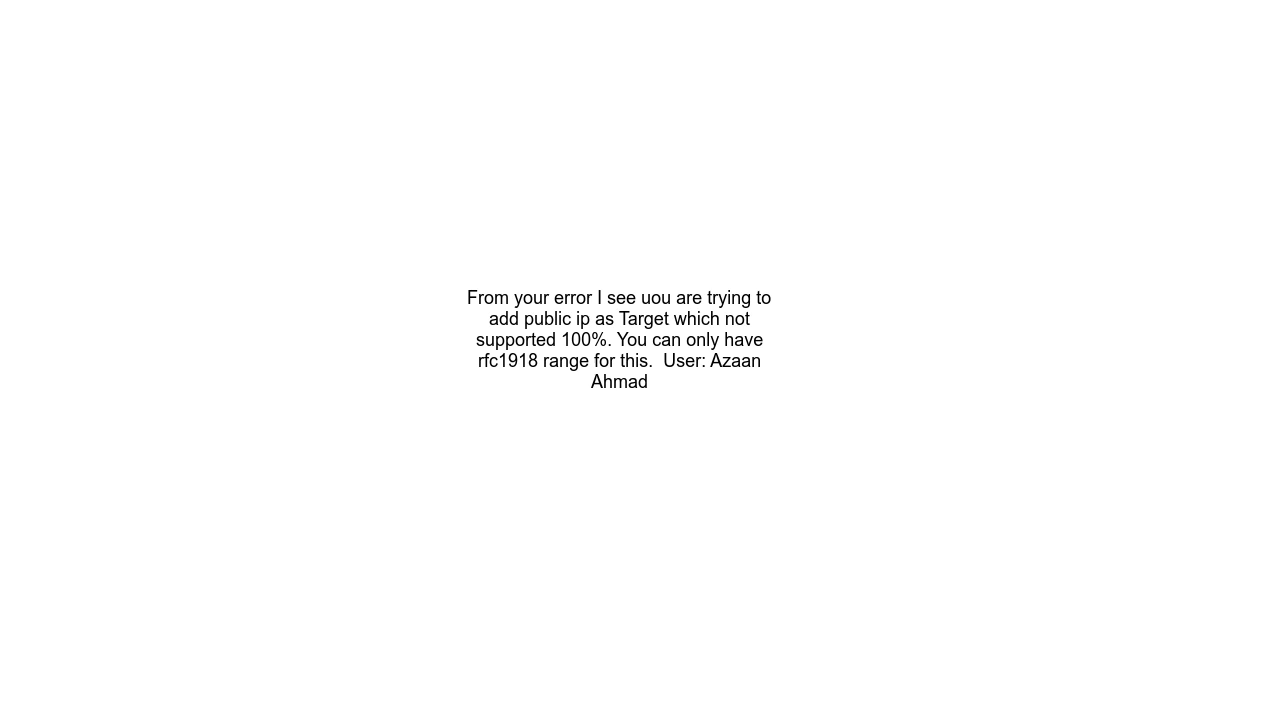 From your error I see uou are trying to
add public ip as Target which not
supported 100%. You can only have
rfc1918 range for this.  User: Azaan
Ahmad